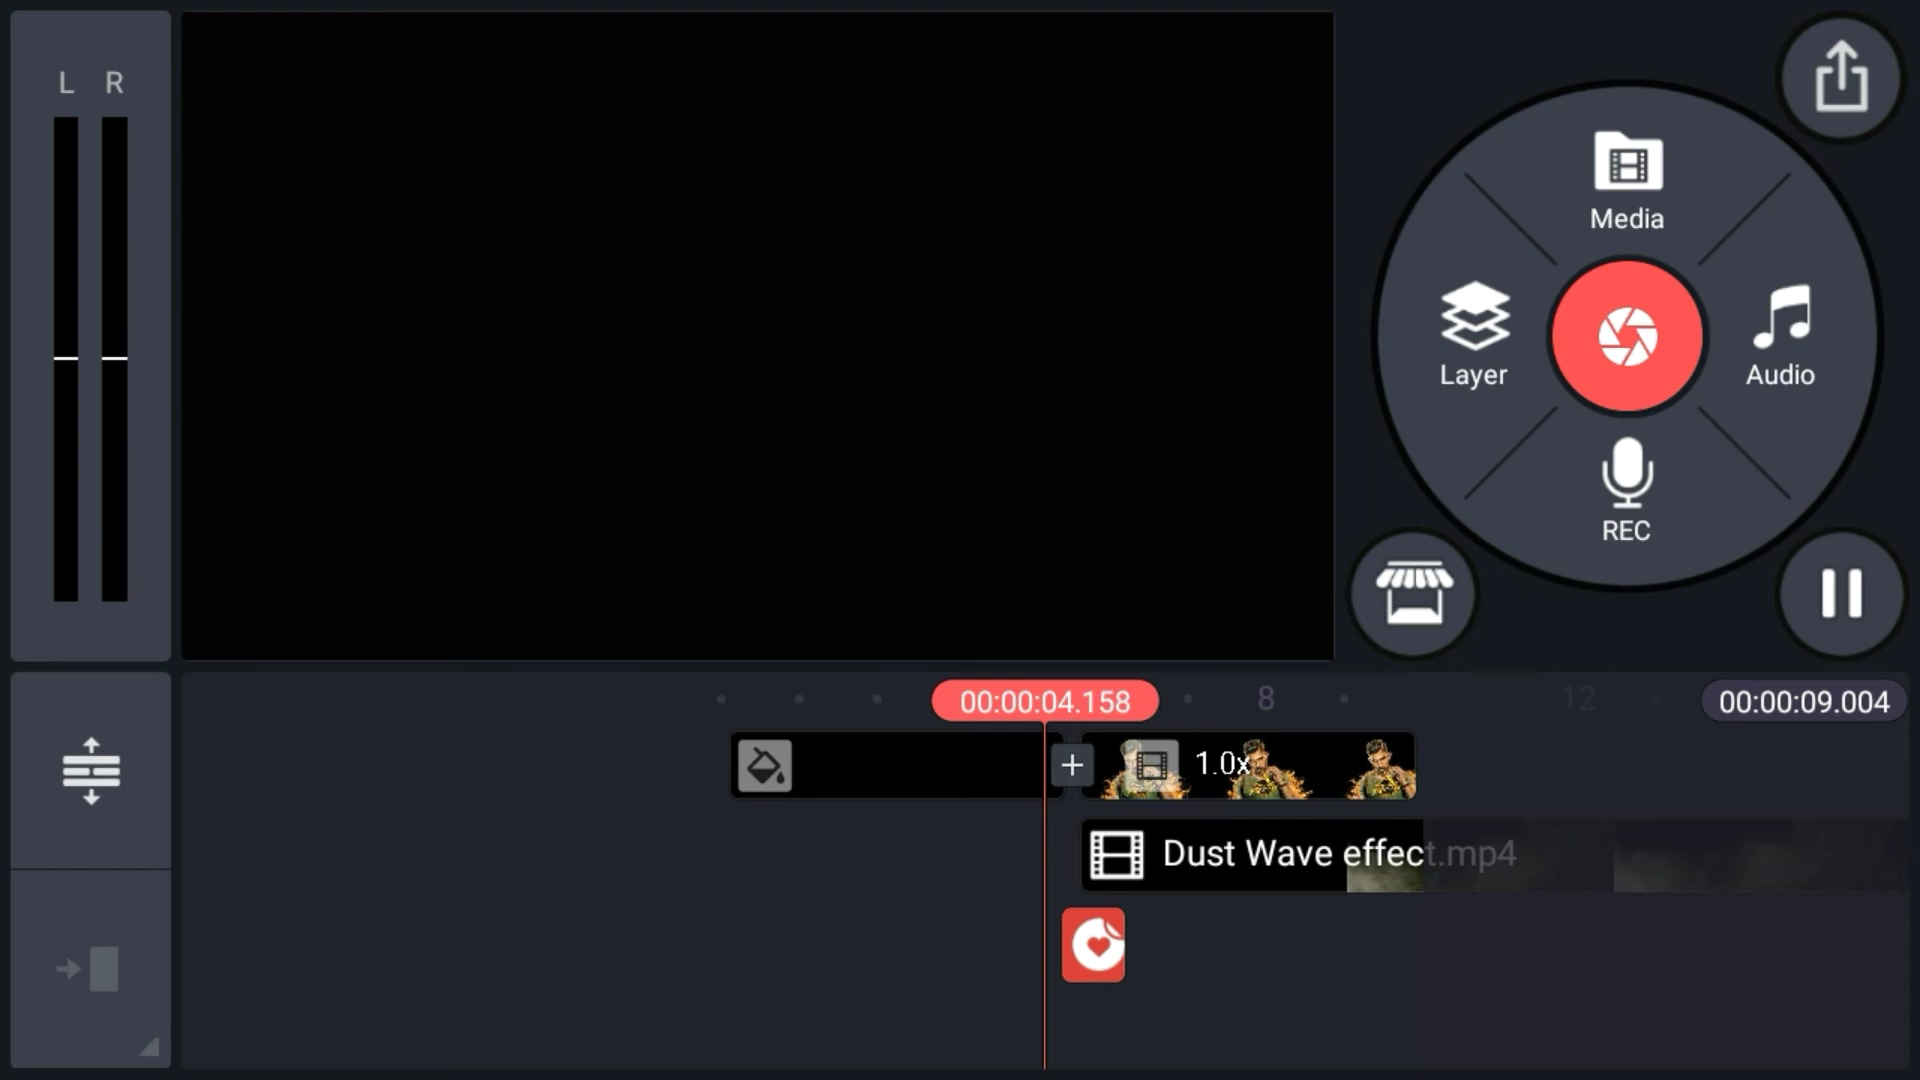 L R
Media
Layer
Audio
REC
00:00:04.158
8
12
00:00:09.004
1.0x
Dust Wave effect.mp4